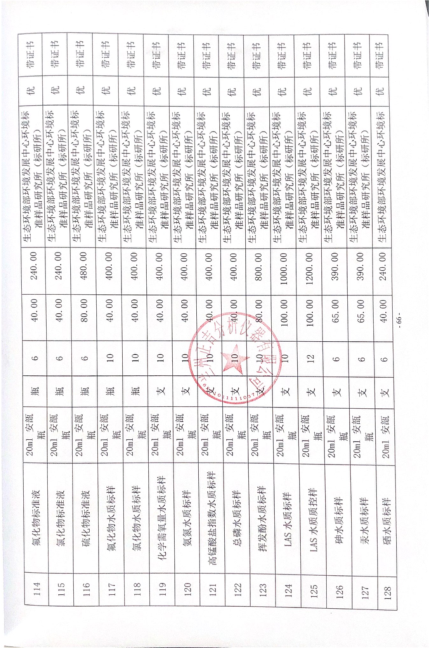 114 氟化物标准液 20ml 安瓿瓶 瓶 6 40.00 240.00 生态环境部环境发展中心环境标准样品研究所（标研所） 优 带证书
115 氯化物标准液 20ml 安瓿瓶 瓶 6 40.00 240.00 生态环境部环境发展中心环境标准样品研究所（标研所） 优 带证书
116 硫化物标准液 20ml 安瓿瓶 瓶 6 80.00 480.00 生态环境部环境发展中心环境标准样品研究所（标研所） 优 带证书
117 氟化物水质标样 20ml 安瓿瓶 瓶 10 40.00 400.00 生态环境部环境发展中心环境标准样品研究所（标研所） 优 带证书
118 氯化物水质标样 20ml 安瓿瓶 瓶 10 40.00 400.00 生态环境部环境发展中心环境标准样品研究所（标研所） 优 带证书
119 化学需氧量水质标样 20ml 安瓿瓶 支 10 40.00 400.00 生态环境部环境发展中心环境标准样品研究所（标研所） 优 带证书
120 氨氮水质标样 20ml 安瓿瓶 支 10 40.00 400.00 生态环境部环境发展中心环境标准样品研究所（标研所） 优 带证书
121 高锰酸盐指数水质标样 20ml 安瓿瓶 支 10 40.00 400.00 生态环境部环境发展中心环境标准样品研究所（标研所） 优 带证书
122 总磷水质标样 20ml 安瓿瓶 支 10 40.00 400.00 生态环境部环境发展中心环境标准样品研究所（标研所） 优 带证书
123 挥发酚水质标样 20ml 安瓿瓶 支 10 80.00 800.00 生态环境部环境发展中心环境标准样品研究所（标研所） 优 带证书
124 LAS 水质标样 20ml 安瓿瓶 支 10 100.00 1000.00 生态环境部环境发展中心环境标准样品研究所（标研所） 优 带证书
125 LAS 水质质控样 20ml 安瓿瓶 支 12 100.00 1200.00 生态环境部环境发展中心环境标准样品研究所（标研所） 优 带证书
126 砷水质标样 20ml 安瓿瓶 支 6 65.00 390.00 生态环境部环境发展中心环境标准样品研究所（标研所） 优 带证书
127 汞水质标样 20ml 安瓿瓶 支 6 65.00 390.00 生态环境部环境发展中心环境标准样品研究所（标研所） 优 带证书
128 硒水质标样 20ml 安瓿 支 6 40.00 240.00 生态环境部环境发展中心环境标 优 带证书
- 66 -